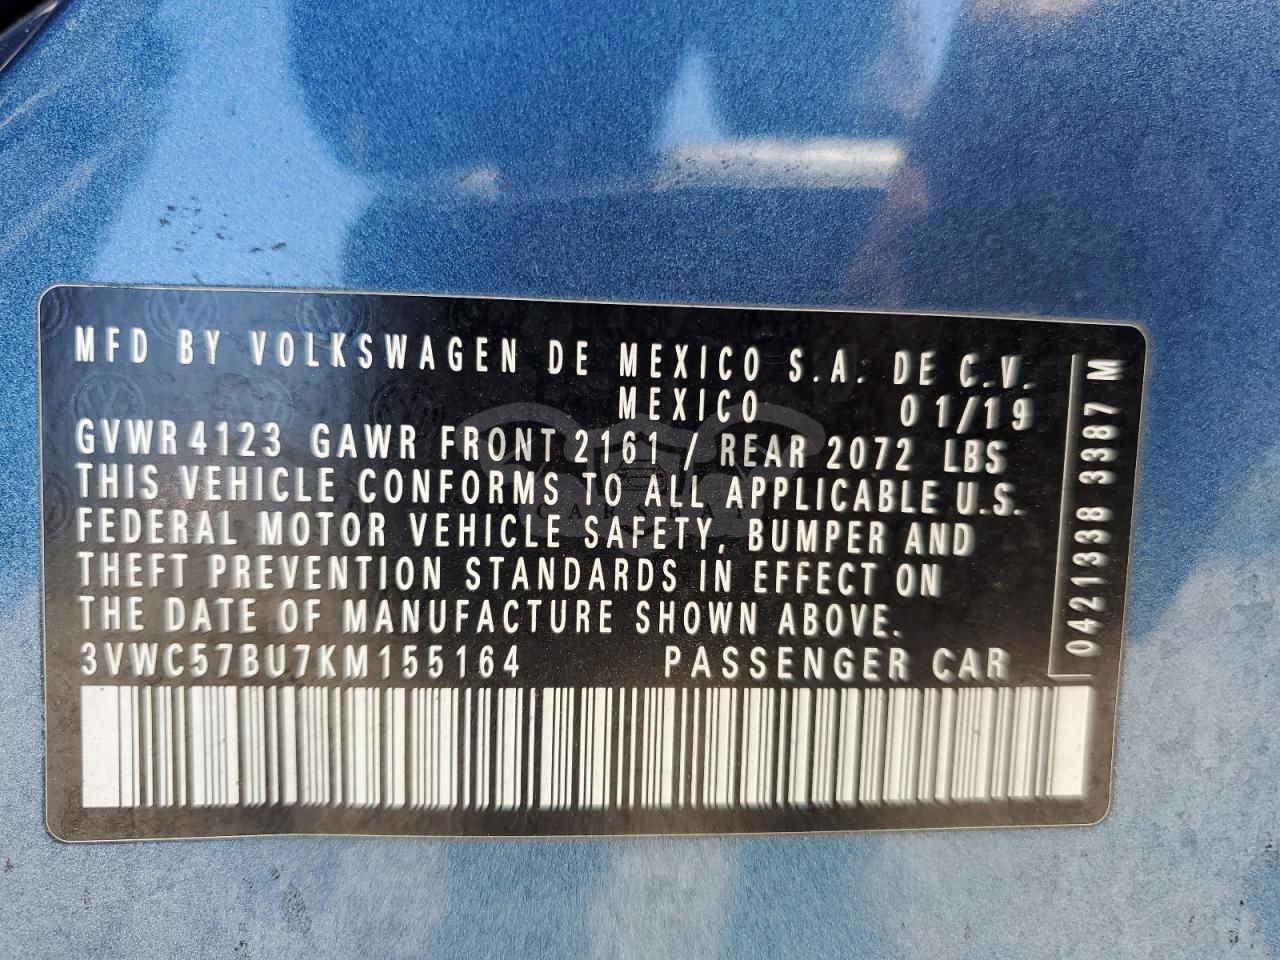 MFD BY VOLKSWAGEN DE MEXICO S.A. DE C.V.
MEXICO 01/19
GVWR 4123 GAWR FRONT 2161 / REAR 2072 LBS
THIS VEHICLE CONFORMS TO ALL APPLICABLE U.S.
FEDERAL MOTOR VEHICLE SAFETY, BUMPER AND
THEFT PREVENTION STANDARDS IN EFFECT ON
THE DATE OF MANUFACTURE SHOWN ABOVE.
3VWC57BU7KM155164 PASSENGER CAR
0421338 3387 M